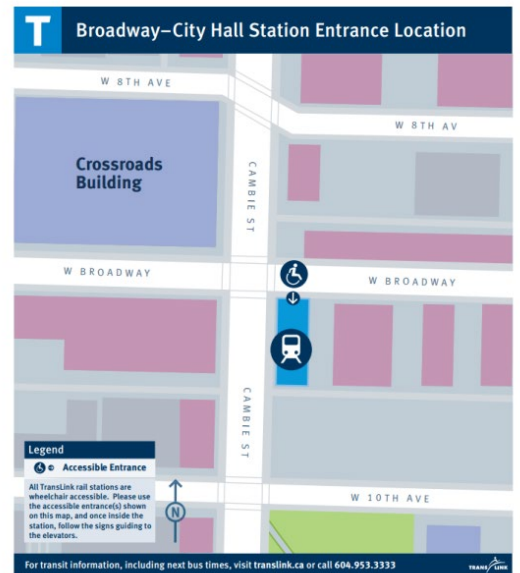 T
Broadway–City Hall Station Entrance Location
W 8TH AVE
W 8TH AV
Crossroads
Building
CAMBIE ST
W BROADWAY
W BROADWAY
CAMBIE ST
Legend
Accessible Entrance
All TransLink rail stations are
wheelchair accessible. Please use
the accessible entrance(s) shown
on this map, and once inside the
station, follow the signs guiding to
the elevators.
N
W 10TH AVE
For transit information, including next bus times, visit translink.ca or call 604.953.3333
TRANSLINK